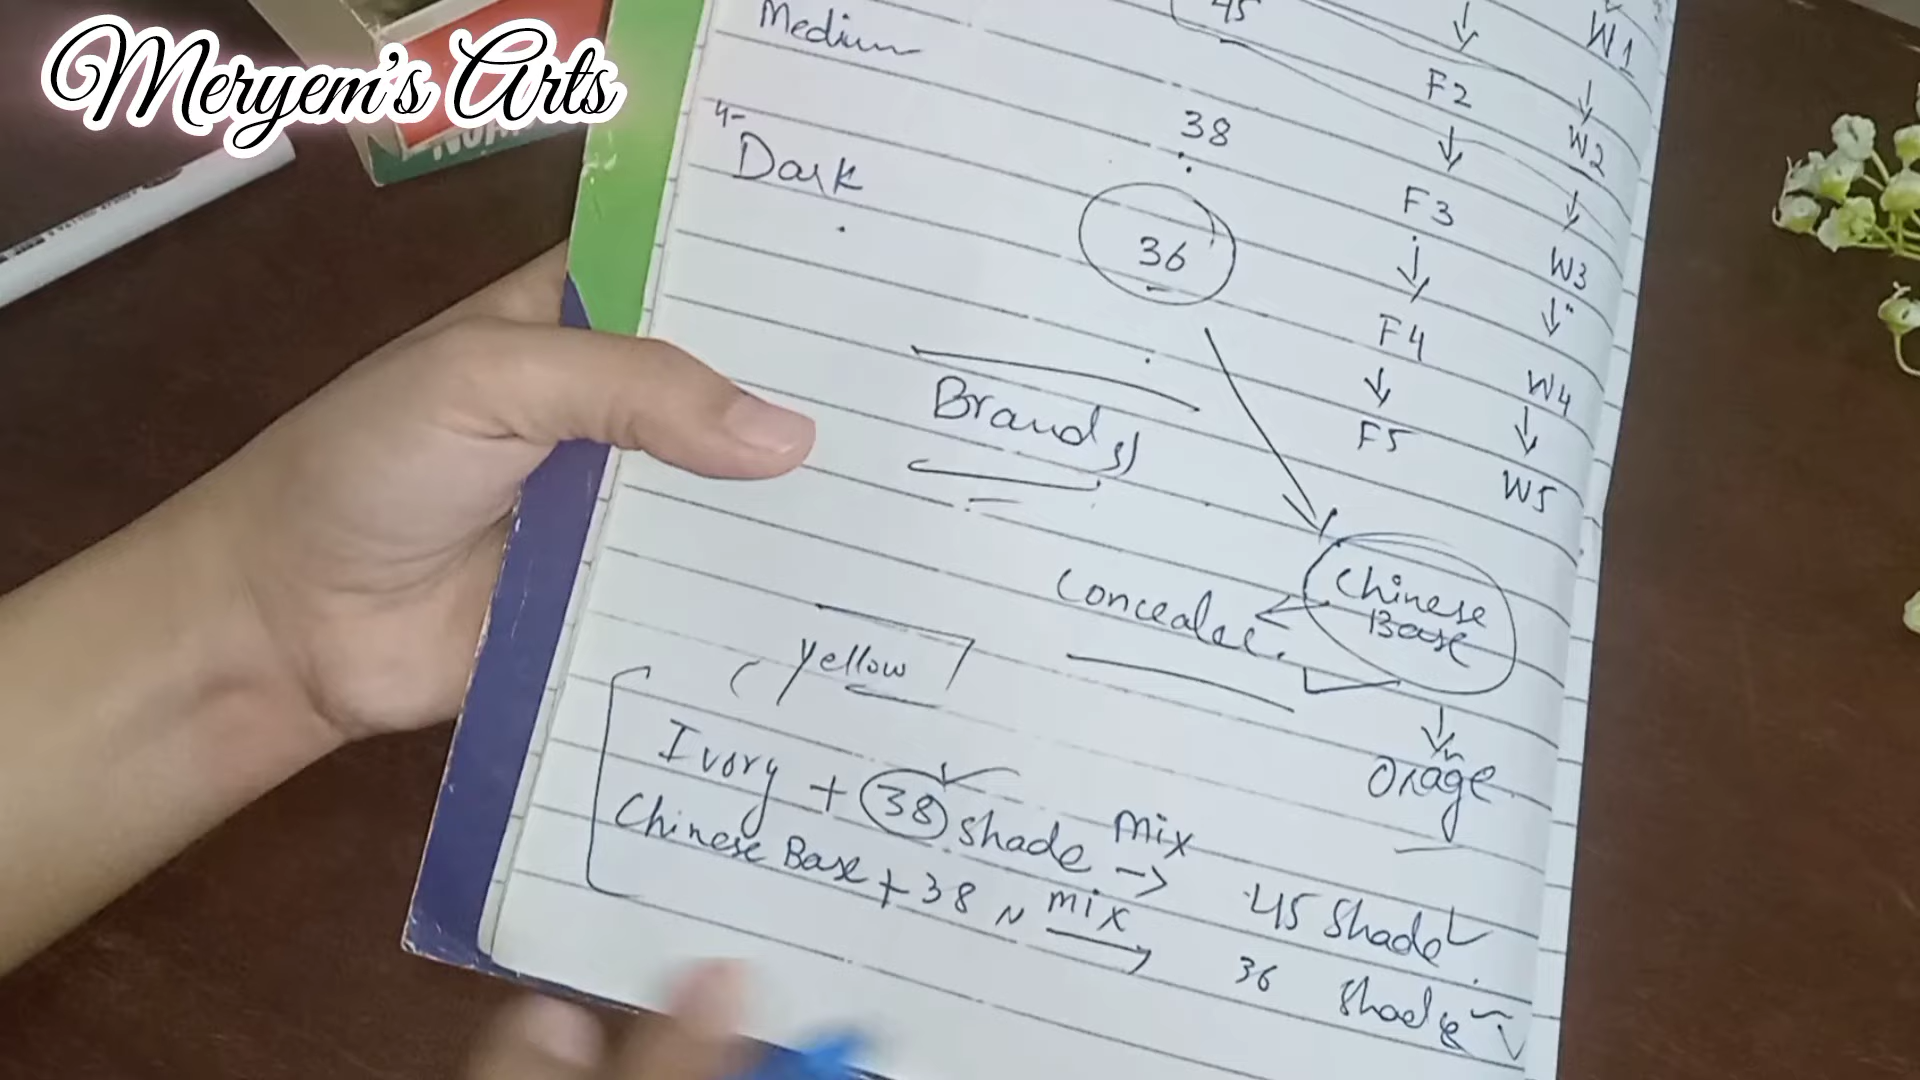 Meryem's Arts
45
Medium
38
F2
W1
W2
4-
Dark
36
F3
W3
F4
W4
F5
W5
Brands
Chinese
Base
Concealer.
Orage
yellow
Ivory + 38 shade mix → 45 Shade
Chinese Base + 38 mix 36 Shade